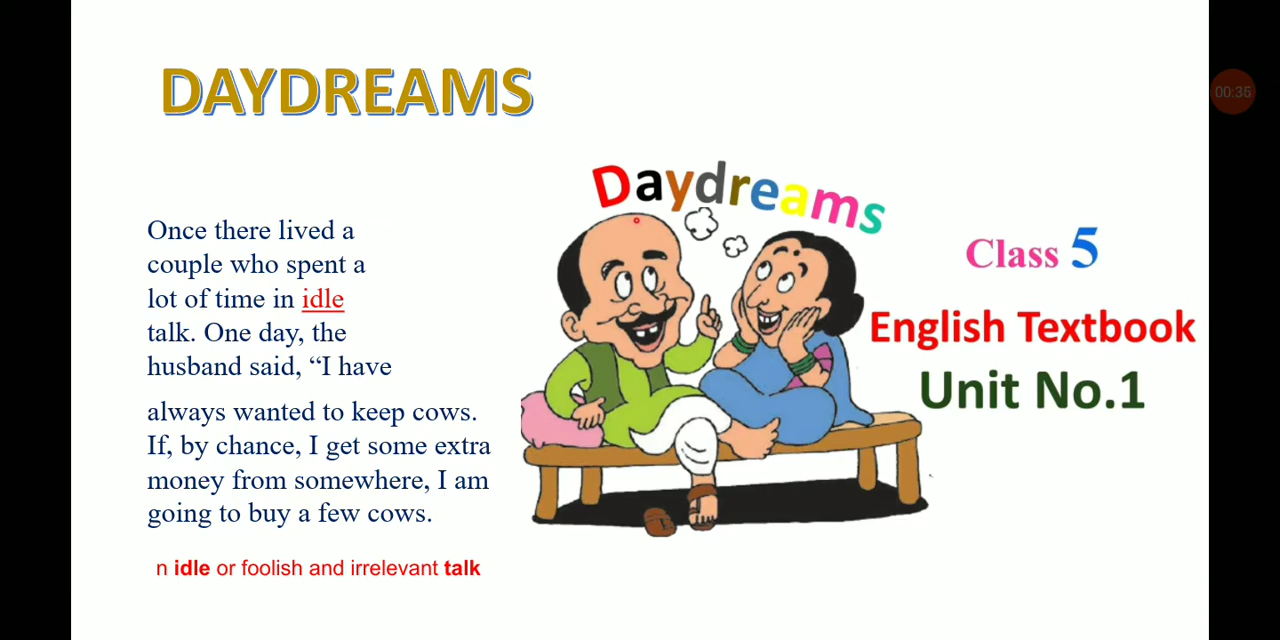 DAYDREAMS
00:36
Daydreams
Class 5
English Textbook
Unit No.1
Once there lived a
couple who spent a
lot of time in idle
talk. One day, the
husband said, “I have
always wanted to keep cows.
If, by chance, I get some extra
money from somewhere, I am
going to buy a few cows.
n idle or foolish and irrelevant talk